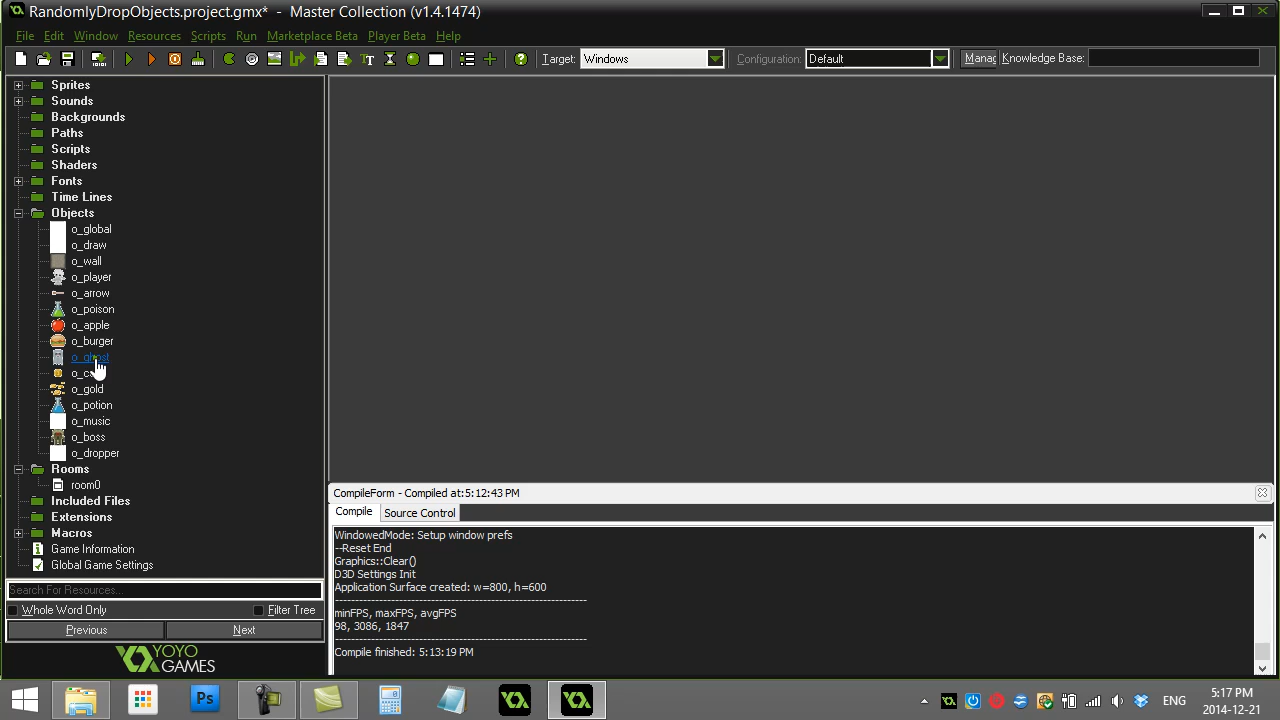 RandomlyDropObjects.project.gmx* - Master Collection (v1.4.1474)
File Edit Window Resources Scripts Run Marketplace Beta Player Beta Help
Target: Windows Configuration: Default Manag Knowledge Base:
Sprites
Sounds
Backgrounds
Paths
Scripts
Shaders
Fonts
Time Lines
Objects
o_global
o_draw
o_wall
o_player
o_arrow
o_poison
o_apple
o_burger
o_ghost
o_gold
o_potion
o_music
o_boss
o_dropper
Rooms
room0
Included Files
Extensions
Macros
Game Information
Global Game Settings
Search For Resources...
Whole Word Only Filter Tree
Previous Next
YOYO
GAMES
CompileForm - Compiled at:5:12:43 PM
Compile Source Control
WindowedMode: Setup window prefs
--Reset End
Graphics::Clear()
D3D Settings Init
Application Surface created: w=800, h=600
minFPS, maxFPS, avgFPS
98, 3086, 1847
Compile finished: 5:13:19 PM
Ps
ENG
5:17 PM
2014-12-21